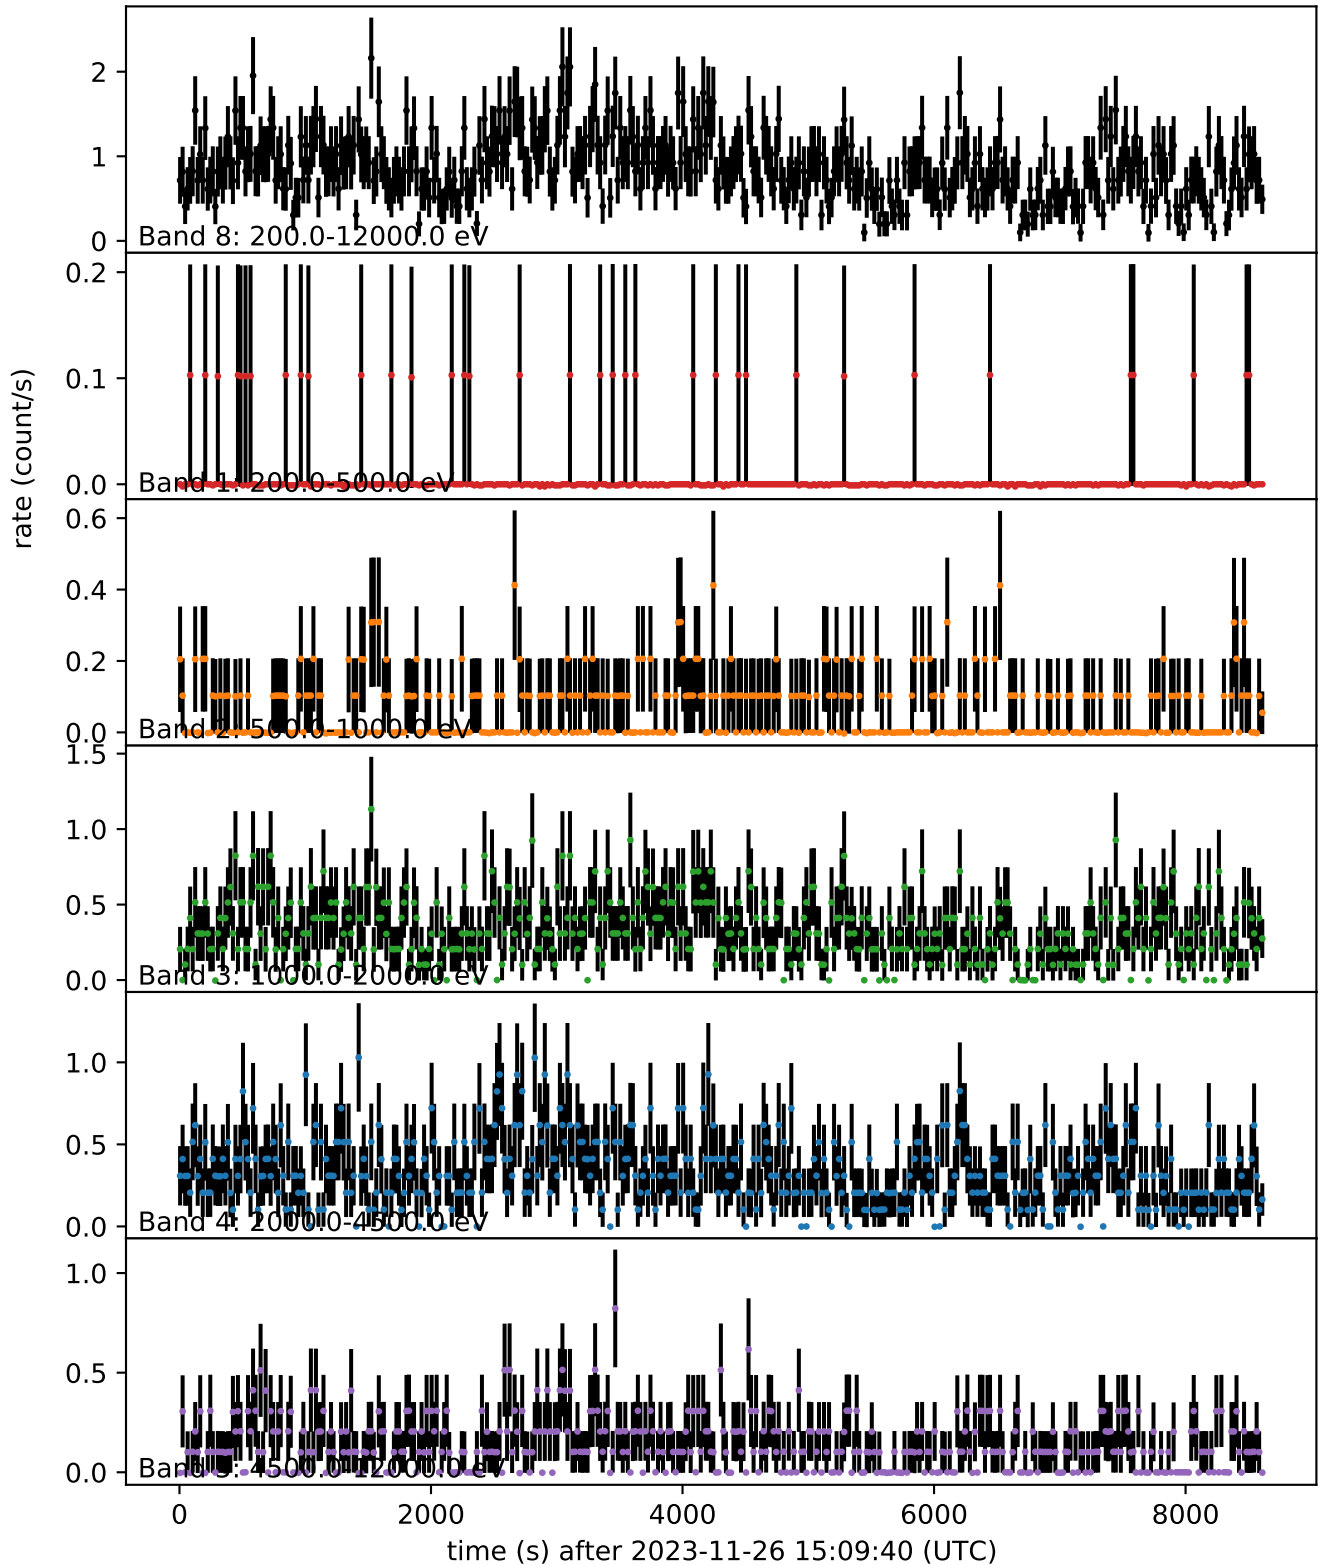 2
1
0
Band 8: 200.0-12000.0 eV
0.2
0.1
0.0
Band 1: 200.0-500.0 eV
rate (count/s)
0.6
0.4
0.2
0.0
Band 2: 500.0-1000.0 eV
1.5
1.0
0.5
0.0
Band 3: 1000.0-2000.0 eV
1.0
0.5
0.0
Band 4: 2000.0-4500.0 eV
1.0
0.5
0.0
Band 5: 4500.0-12000.0 eV
0 2000 4000 6000 8000
time (s) after 2023-11-26 15:09:40 (UTC)